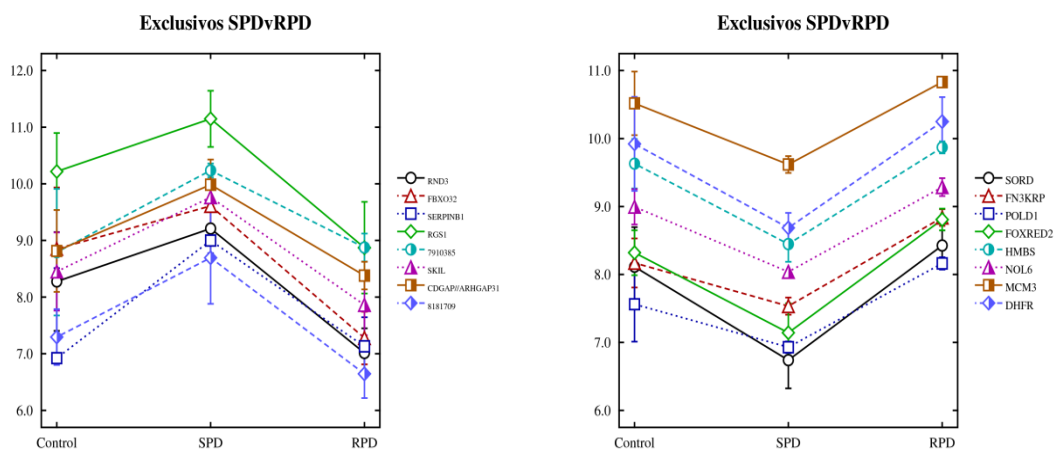 Exclusivos SPDvRPD
12.0
11.0
10.0
9.0
8.0
7.0
6.0
Control
SPD
RPD
RND3
FBXO32
SERPINB1
RGS1
7910385
SKIL
CDGAP//ARHGAP31
8181709
Exclusivos SPDvRPD
11.0
10.0
9.0
8.0
7.0
6.0
Control
SPD
RPD
SORD
FN3KRP
POLD1
FOXRED2
HMBS
NOL6
MCM3
DHFR